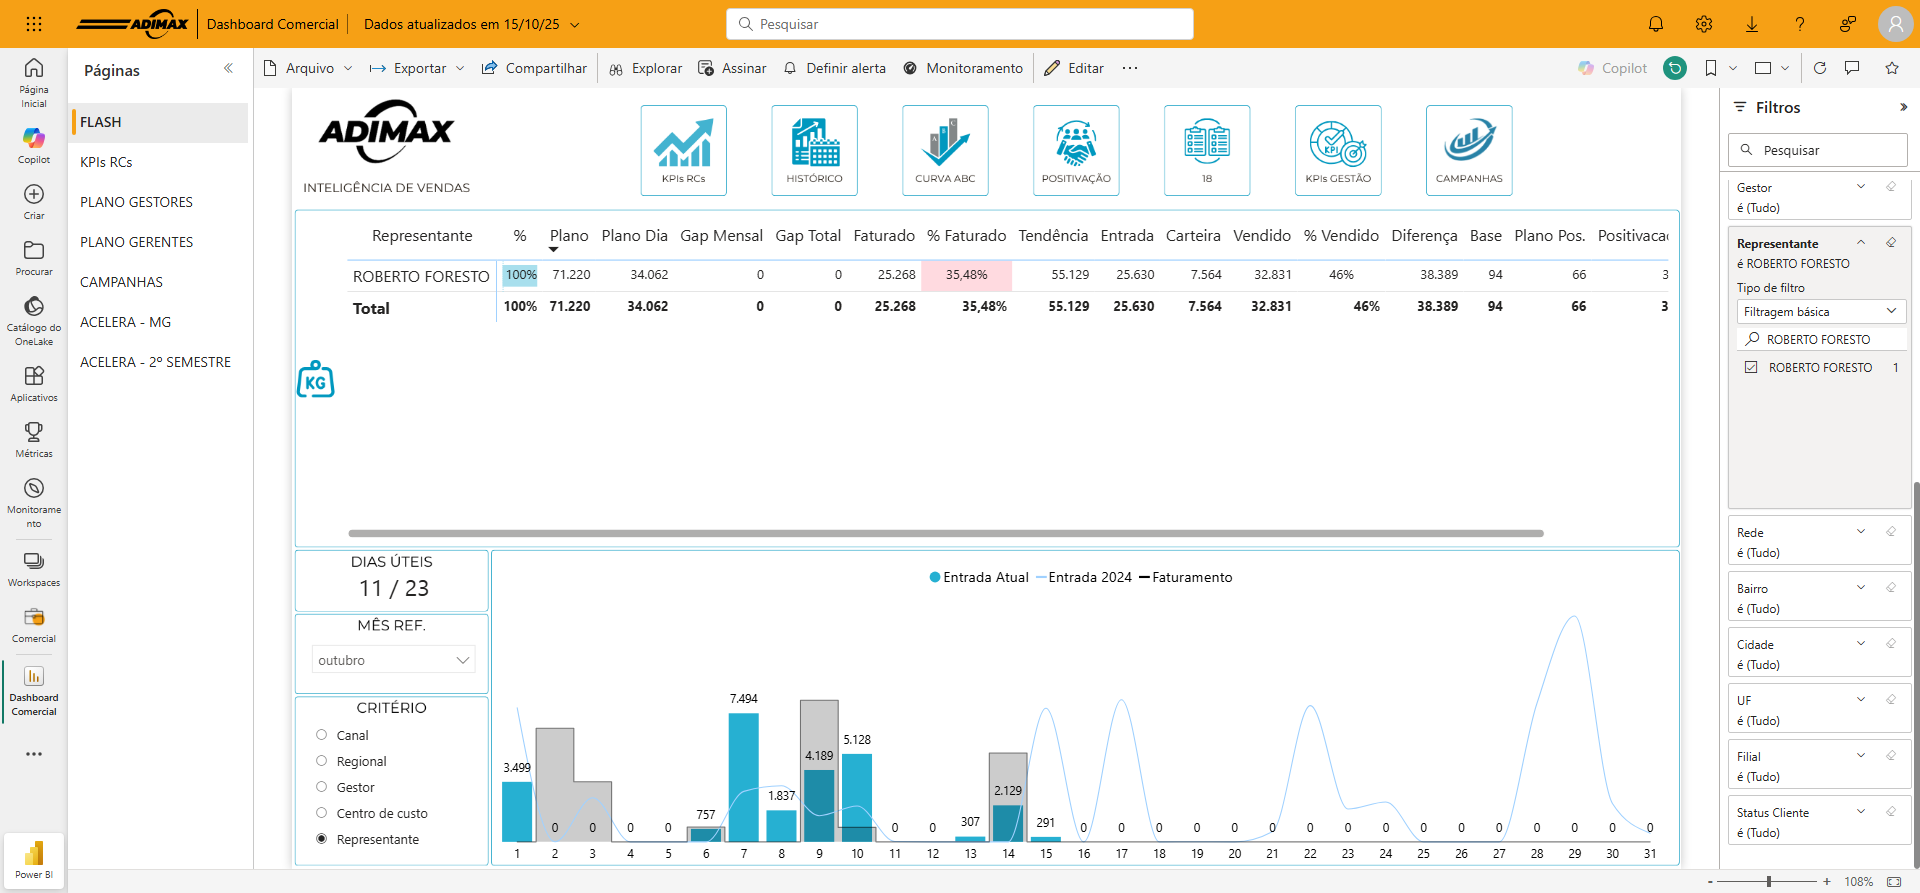 ADIMAX Dashboard Comercial Dados atualizados em 15/10/25 Pesquisar
Página Inicial
Copilot
Criar
Procurar
Catálogo do OneLake
Aplicativos
Métricas
Monitoramento
Workspaces
Comercial
Dashboard Comercial
Power BI
Páginas
FLASH
KPIs RCs
PLANO GESTORES
PLANO GERENTES
CAMPANHAS
ACELERA - MG
ACELERA - 2º SEMESTRE
Arquivo Exportar Compartilhar Explorar Assinar Definir alerta Monitoramento Editar Copilot
ADIMAX
INTELIGÊNCIA DE VENDAS
KPIs RCs HISTÓRICO CURVA ABC POSITIVAÇÃO 18 KPIs GESTÃO CAMPANHAS
Representante % Plano Plano Dia Gap Mensal Gap Total Faturado % Faturado Tendência Entrada Carteira Vendido % Vendido Diferença Base Plano Pos. Positivaca
ROBERTO FORESTO 100% 71.220 34.062 0 0 25.268 35,48% 55.129 25.630 7.564 32.831 46% 38.389 94 66 3
Total 100% 71.220 34.062 0 0 25.268 35,48% 55.129 25.630 7.564 32.831 46% 38.389 94 66 3
KG
DIAS ÚTEIS
11 / 23
MÊS REF.
outubro
CRITÉRIO
Canal
Regional
Gestor
Centro de custo
Representante
Entrada Atual Entrada 2024 Faturamento
3.499 0 0 0 0 757 7.494 1.837 4.189 5.128 0 0 307 2.129 291 0 0 0 0 0 0 0 0 0 0 0 0 0 0 0 0
1 2 3 4 5 6 7 8 9 10 11 12 13 14 15 16 17 18 19 20 21 22 23 24 25 26 27 28 29 30 31
Filtros
Pesquisar
Gestor
é (Tudo)
Representante
é ROBERTO FORESTO
Tipo de filtro
Filtragem básica
ROBERTO FORESTO
ROBERTO FORESTO 1
Rede
é (Tudo)
Bairro
é (Tudo)
Cidade
é (Tudo)
UF
é (Tudo)
Filial
é (Tudo)
Status Cliente
é (Tudo)
- + 108%